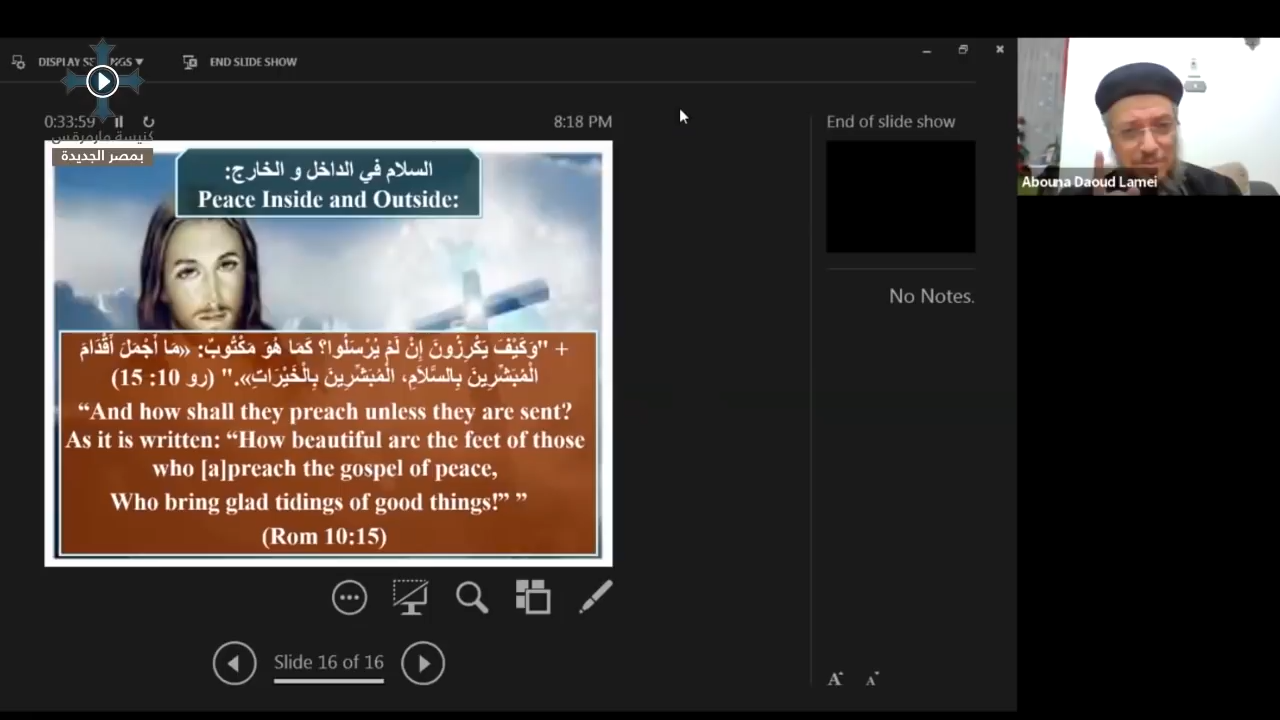 DISPLAY SE NGS ▾
END SLIDE SHOW
0:33:59
8:18 PM
كنيسة مارمرقس
بمصر الجديدة
السلام في الداخل و الخارج:
Peace Inside and Outside:
+ "وَكَيْفَ يَكْرِزُونَ إِنْ لَمْ يُرْسَلُوا؟ كَمَا هُوَ مَكْتُوبٌ: «مَا أَجْمَلَ أَقْدَامَ
الْمُبَشِّرِينَ بِالسَّلاَمِ، الْمُبَشِّرِينَ بِالْخَيْرَاتِ»." (رو 10: 15)
“And how shall they preach unless they are sent?
As it is written: “How beautiful are the feet of those
who [a]preach the gospel of peace,
Who bring glad tidings of good things!” ”
(Rom 10:15)
Slide 16 of 16
End of slide show
No Notes.
A A
Abouna Daoud Lamei